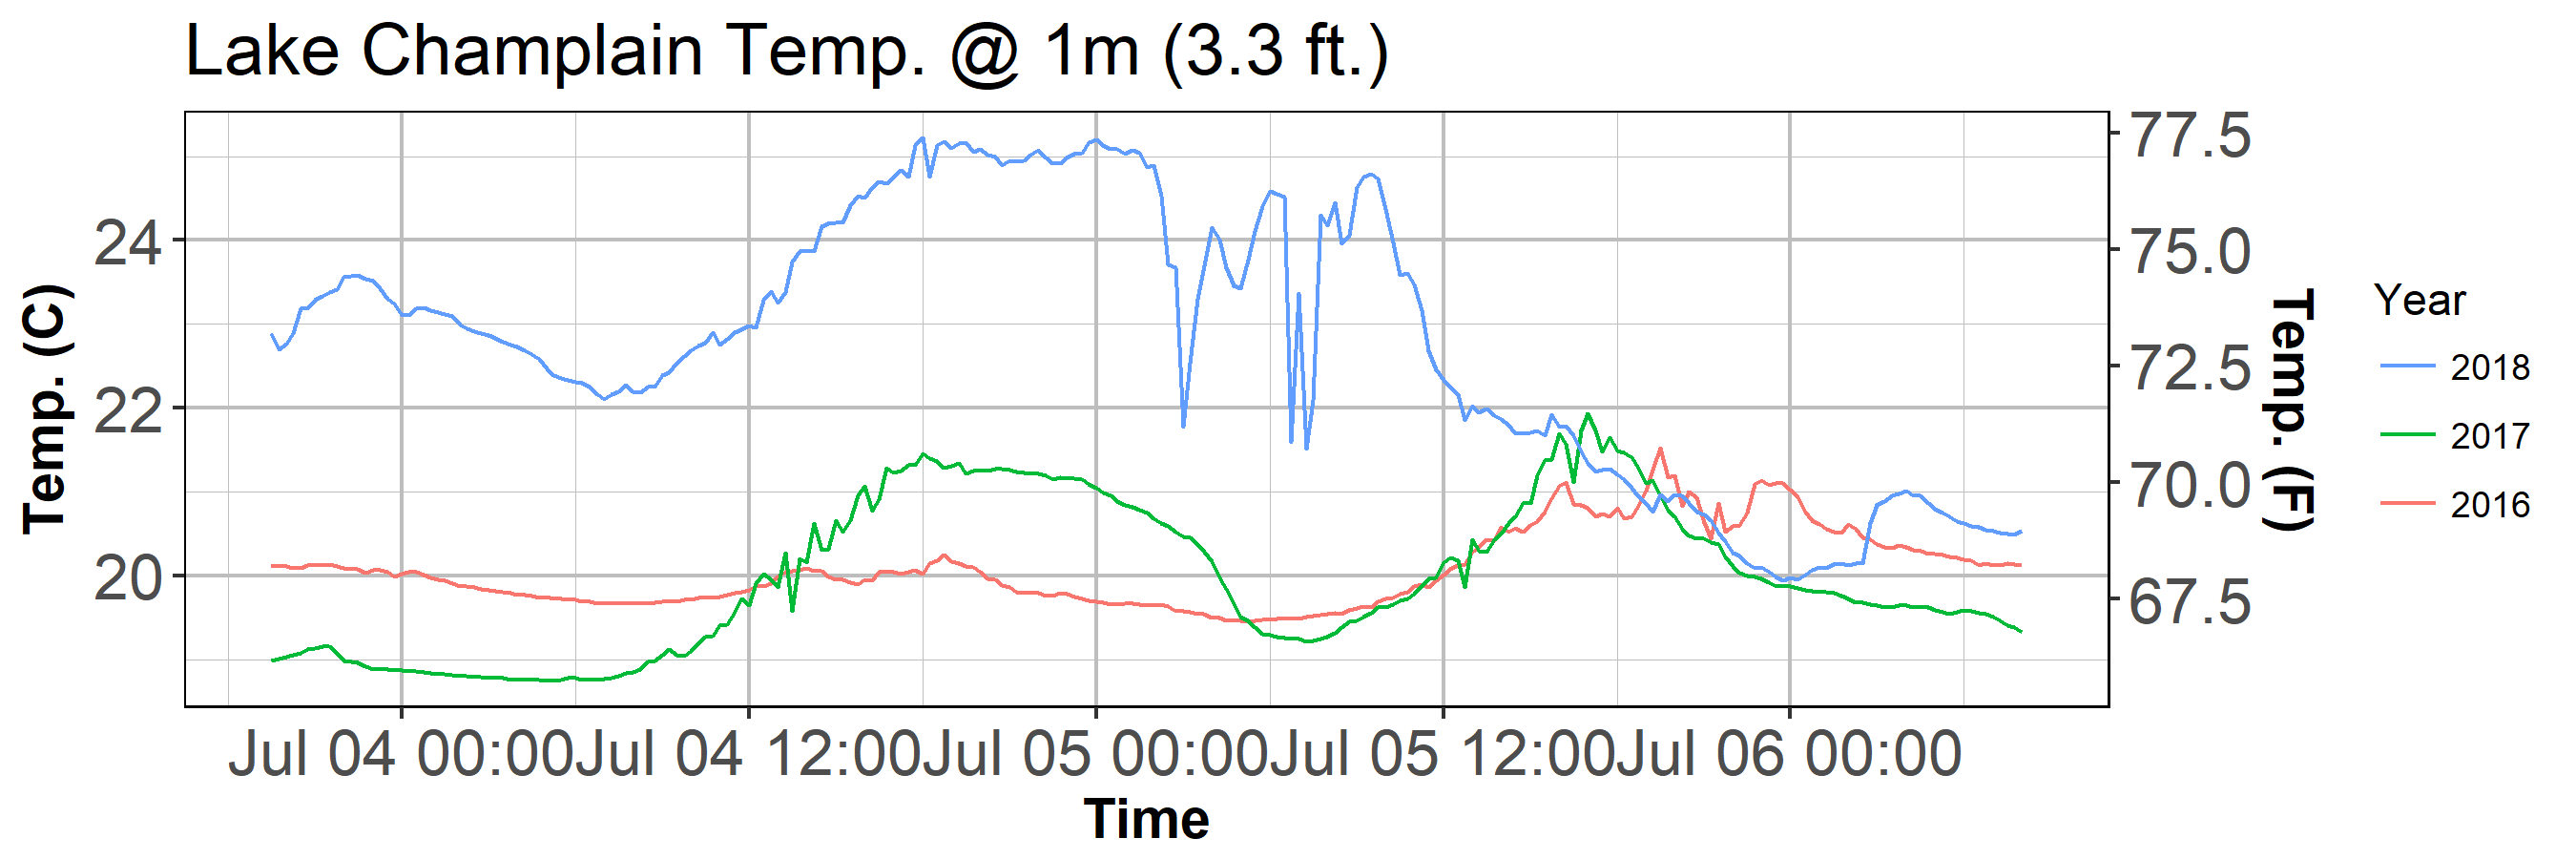 Lake Champlain Temp. @ 1m (3.3 ft.)
Temp. (C)
24
22
20
77.5
75.0
72.5
70.0
67.5
Temp. (F)
Year
2018
2017
2016
Jul 04 00:00 Jul 04 12:00 Jul 05 00:00 Jul 05 12:00 Jul 06 00:00
Time